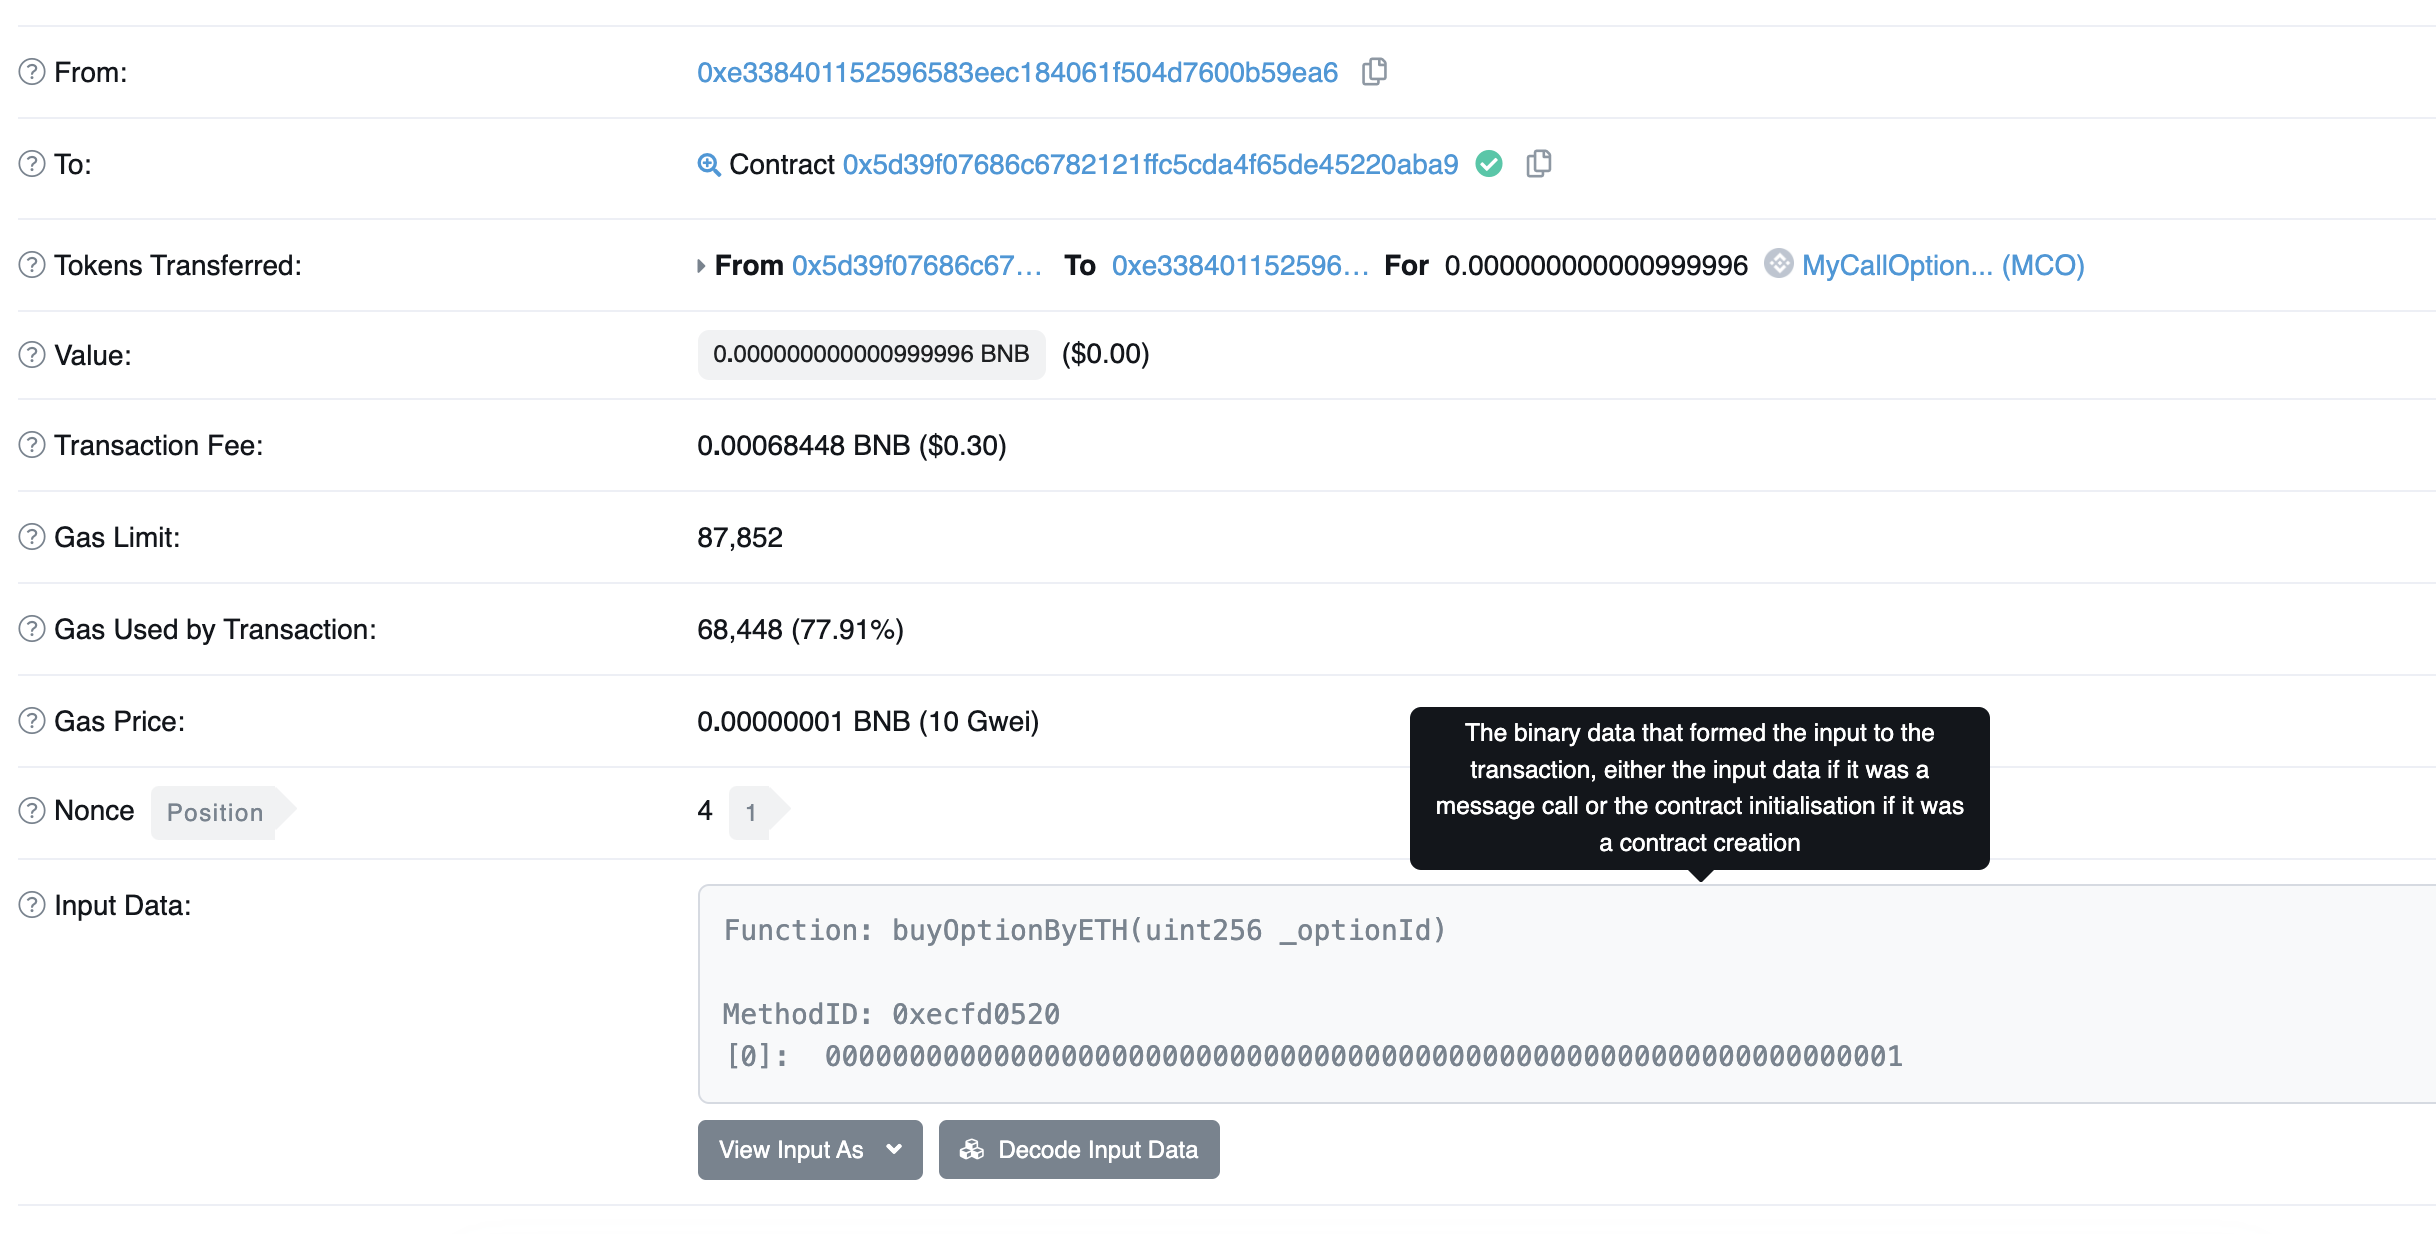 From: 0xe338401152596583eec184061f504d7600b59ea6
To: Contract 0x5d39f07686c6782121ffc5cda4f65de45220aba9
Tokens Transferred: From 0x5d39f07686c67... To 0xe338401152596... For 0.000000000000999996 MyCallOption... (MCO)
Value: 0.000000000000999996 BNB ($0.00)
Transaction Fee: 0.00068448 BNB ($0.30)
Gas Limit: 87,852
Gas Used by Transaction: 68,448 (77.91%)
Gas Price: 0.00000001 BNB (10 Gwei)
The binary data that formed the input to the
transaction, either the input data if it was a
message call or the contract initialisation if it was
a contract creation
Nonce Position 4 1
Input Data:
Function: buyOptionByETH(uint256 _optionId)
MethodID: 0xecfd0520
[0]: 0000000000000000000000000000000000000000000000000000000000000001
View Input As
Decode Input Data